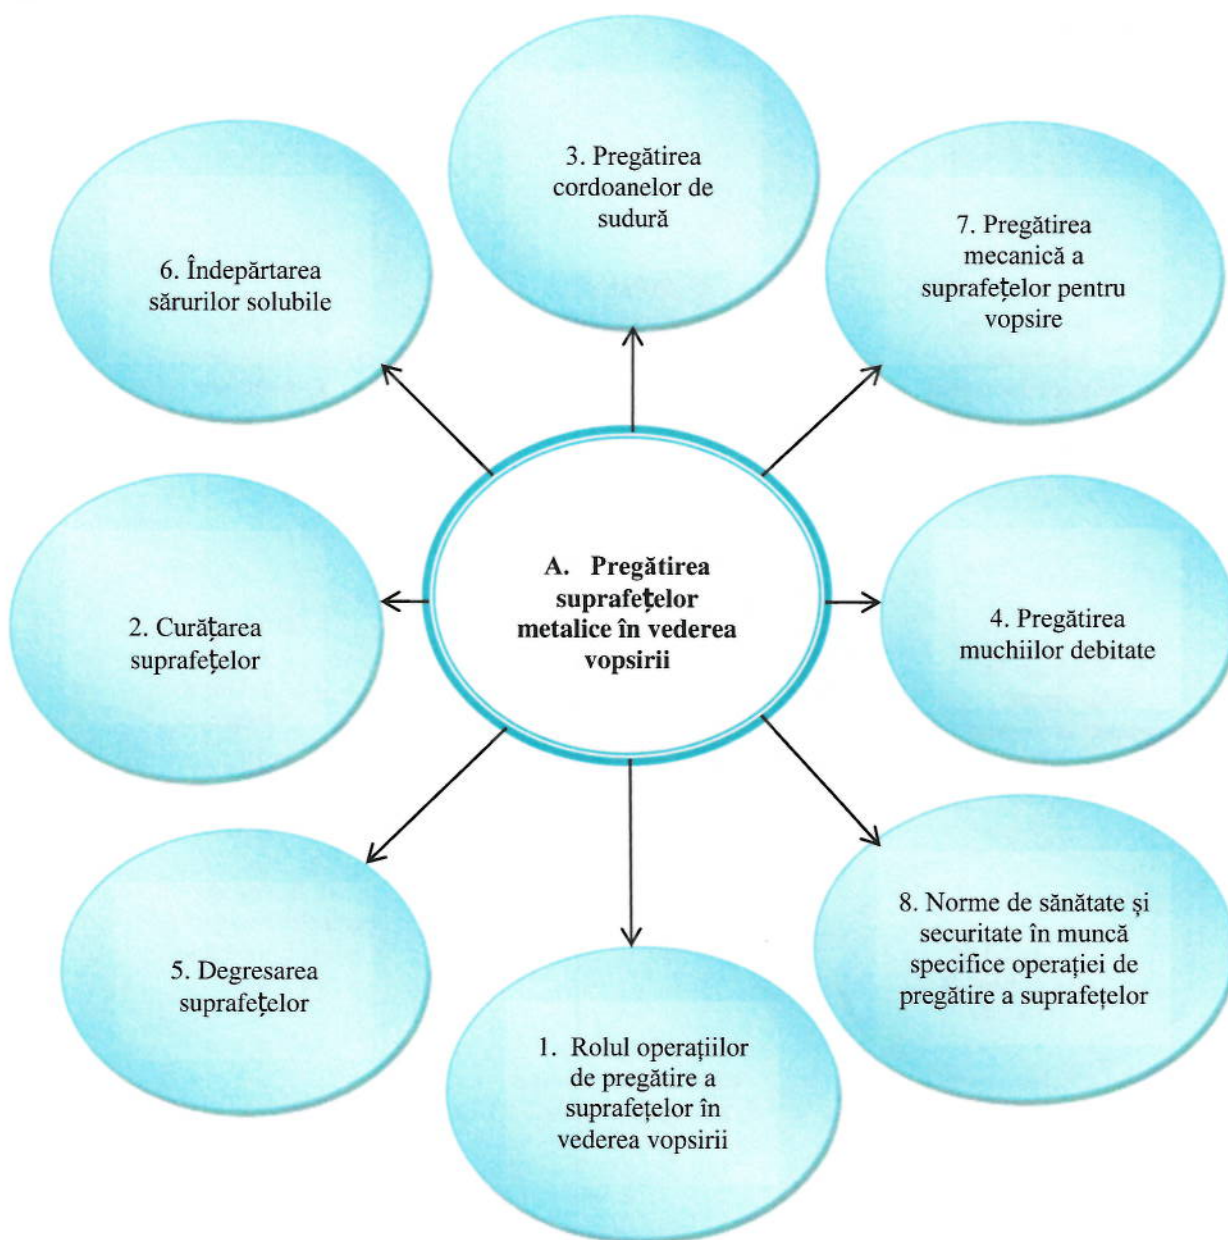 3. Pregătirea
cordoanelor de
sudură
6. Îndepărtarea
sărurilor solubile
7. Pregătirea
mecanică a
suprafețelor pentru
vopsire
A. Pregătirea
suprafețelor
metalice în vederea
vopsirii
2. Curățarea
suprafețelor
4. Pregătirea
muchiilor debitate
5. Degresarea
suprafețelor
8. Norme de sănătate și
securitate în muncă
specifice operației de
pregătire a suprafețelor
1. Rolul operațiilor
de pregătire a
suprafețelor în
vederea vopsirii